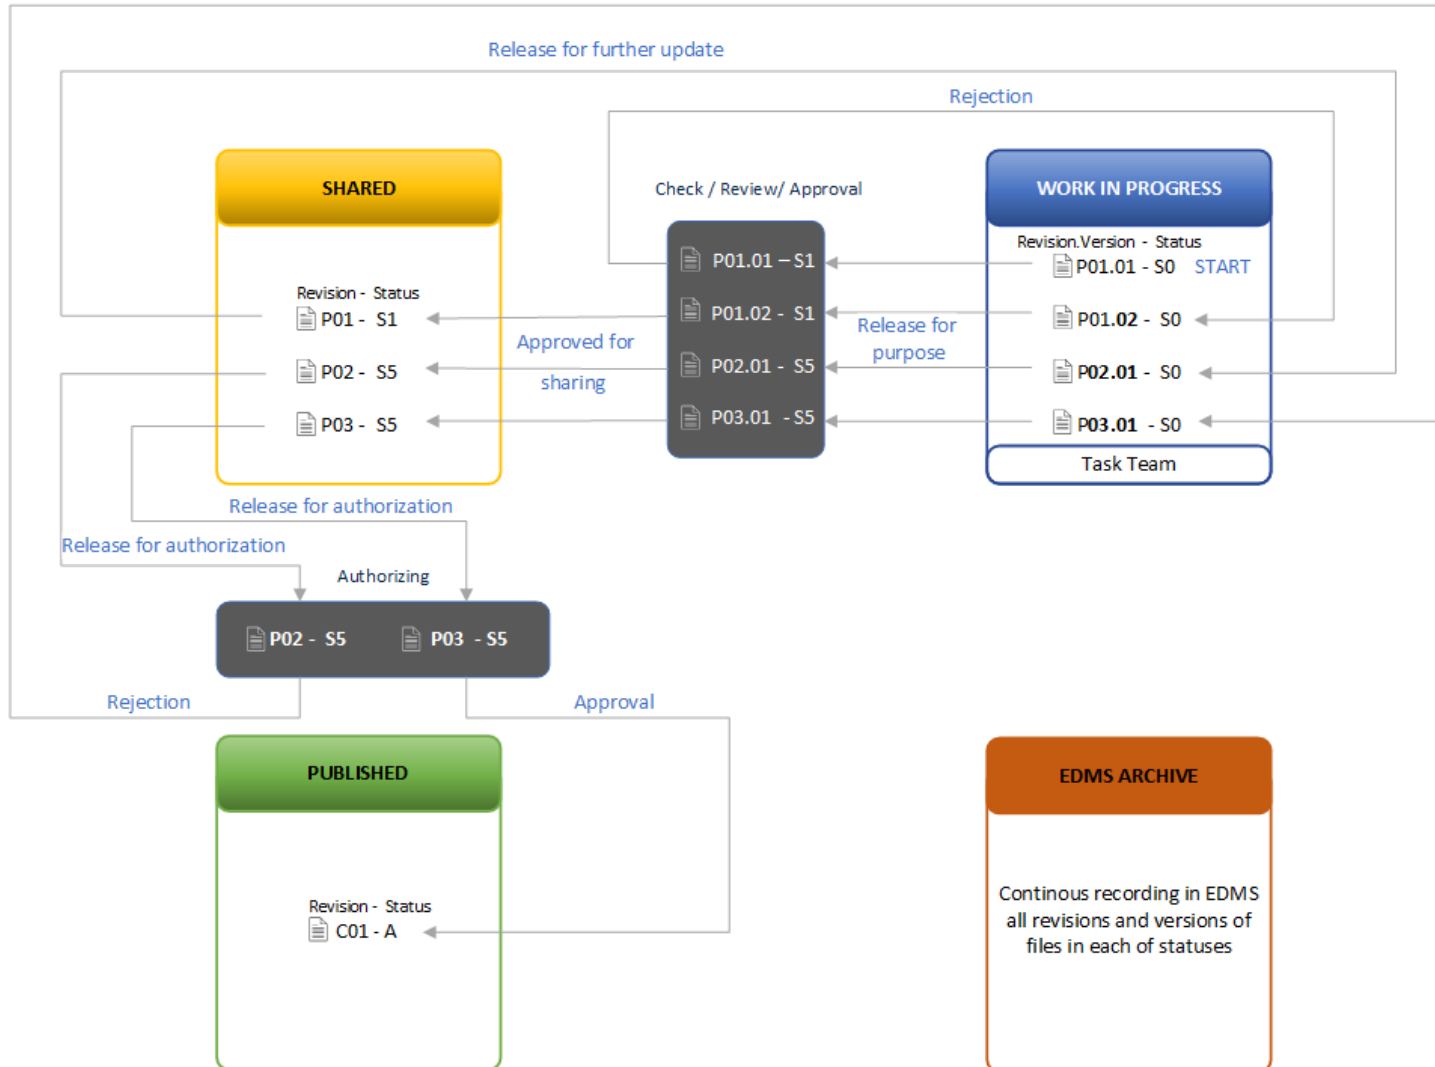 Release for further update
Rejection
SHARED
Check / Review/ Approval
WORK IN PROGRESS
Revision.Version - Status
P01.01 – S1
P01.01 - S0 START
Revision - Status
P01 - S1
P01.02 - S1
P01.02 - S0
Approved for
sharing
Release for
purpose
P02 - S5
P02.01 - S5
P02.01 - S0
P03 - S5
P03.01 - S5
P03.01 - S0
Task Team
Release for authorization
Release for authorization
Authorizing
P02 - S5
P03 - S5
Rejection
Approval
PUBLISHED
EDMS ARCHIVE
Revision - Status
C01 - A
Continous recording in EDMS
all revisions and versions of
files in each of statuses